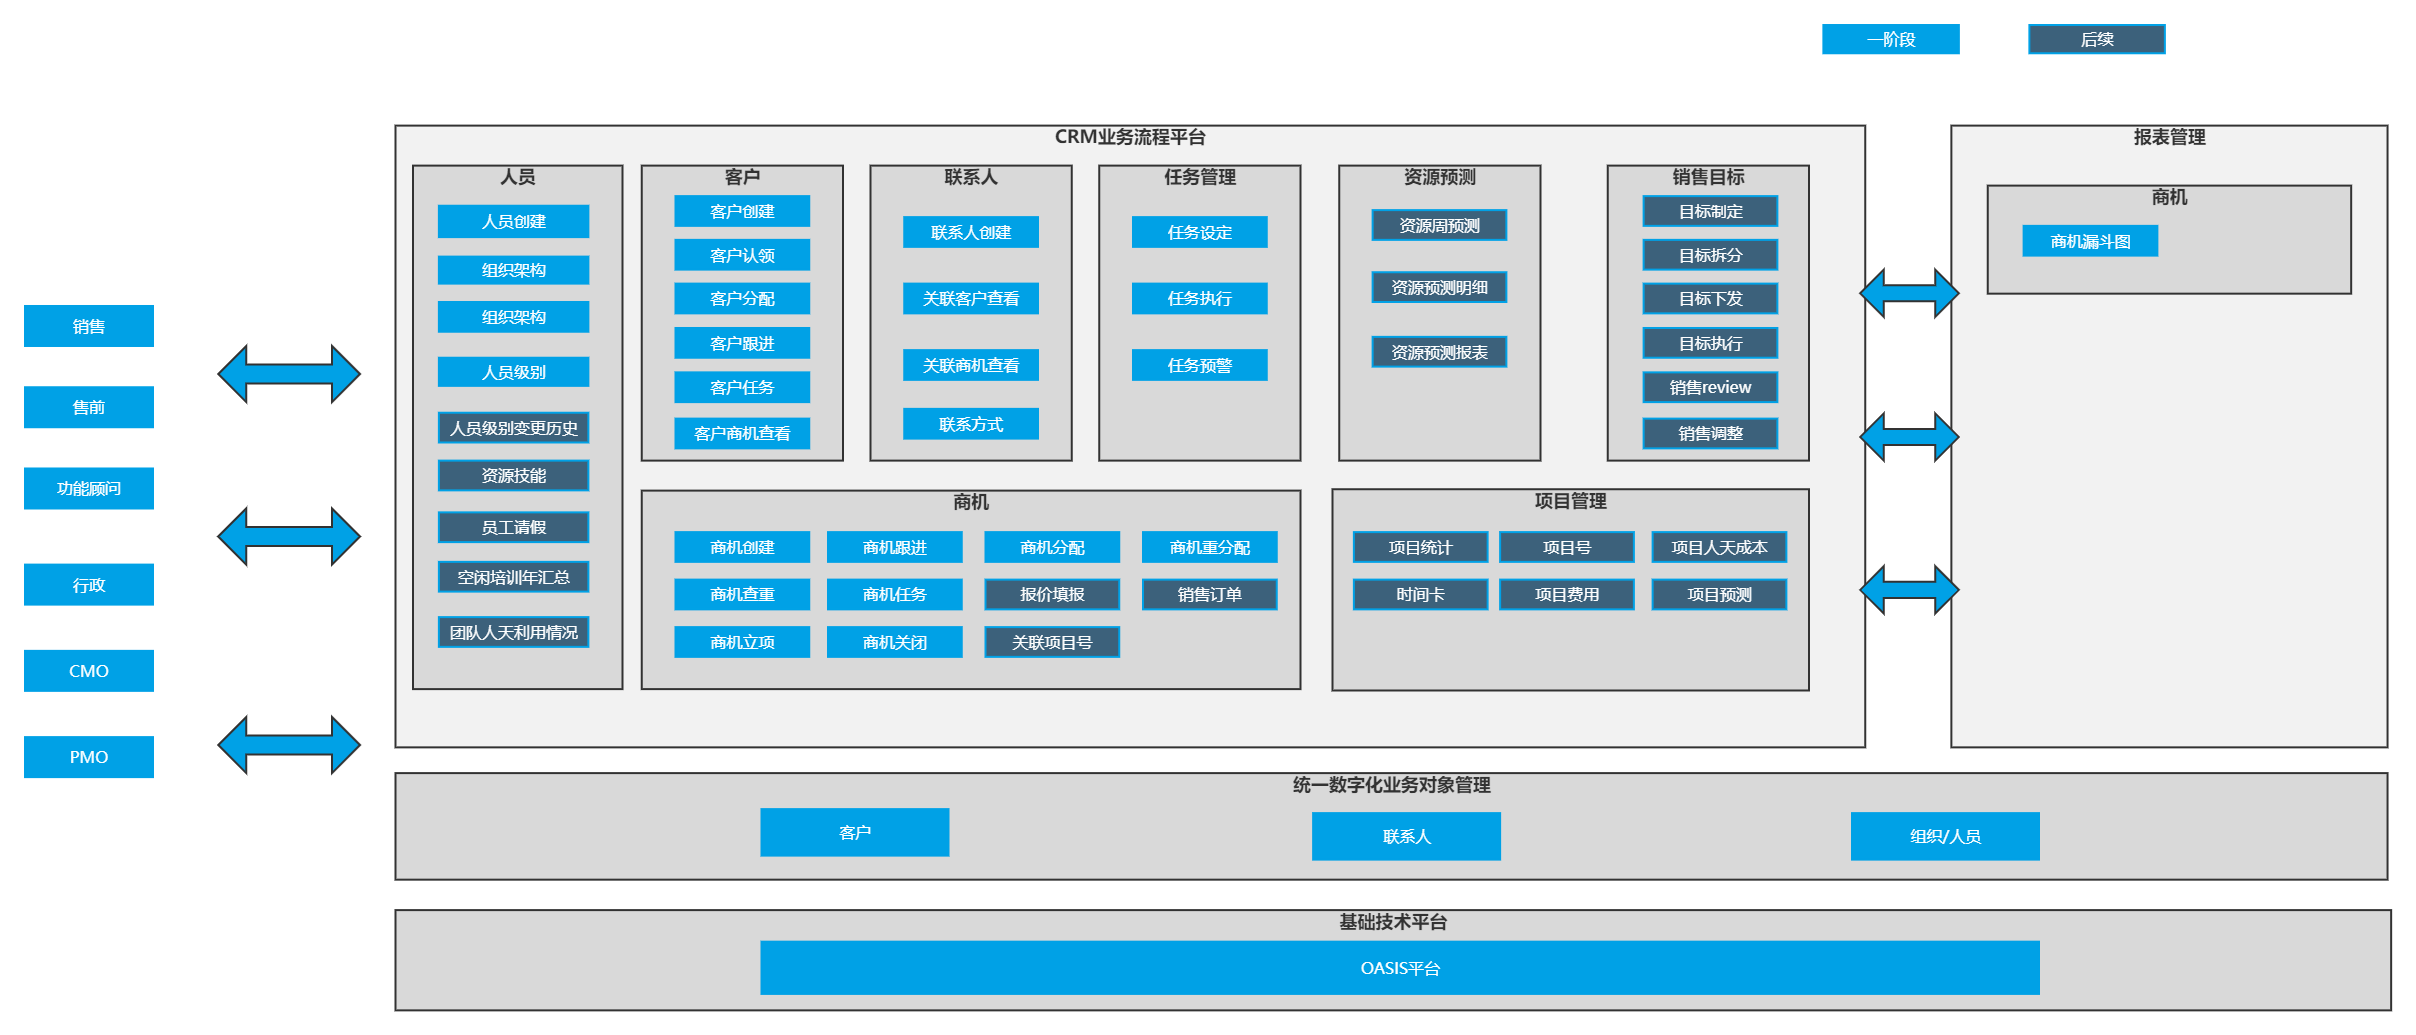 一阶段
后续
销售
售前
功能顾问
行政
CMO
PMO
CRM业务流程平台
人员
人员创建
组织架构
组织架构
人员级别
人员级别变更历史
资源技能
员工请假
空闲培训年汇总
团队人天利用情况
客户
客户创建
客户认领
客户分配
客户跟进
客户任务
客户商机查看
联系人
联系人创建
关联客户查看
关联商机查看
联系方式
任务管理
任务设定
任务执行
任务预警
资源预测
资源周预测
资源预测明细
资源预测报表
销售目标
目标制定
目标拆分
目标下发
目标执行
销售review
销售调整
商机
商机创建
商机跟进
商机分配
商机重分配
商机查重
商机任务
报价填报
销售订单
商机立项
商机关闭
关联项目号
项目管理
项目统计
项目号
项目人天成本
时间卡
项目费用
项目预测
报表管理
商机
商机漏斗图
统一数字化业务对象管理
客户
联系人
组织/人员
基础技术平台
OASIS平台